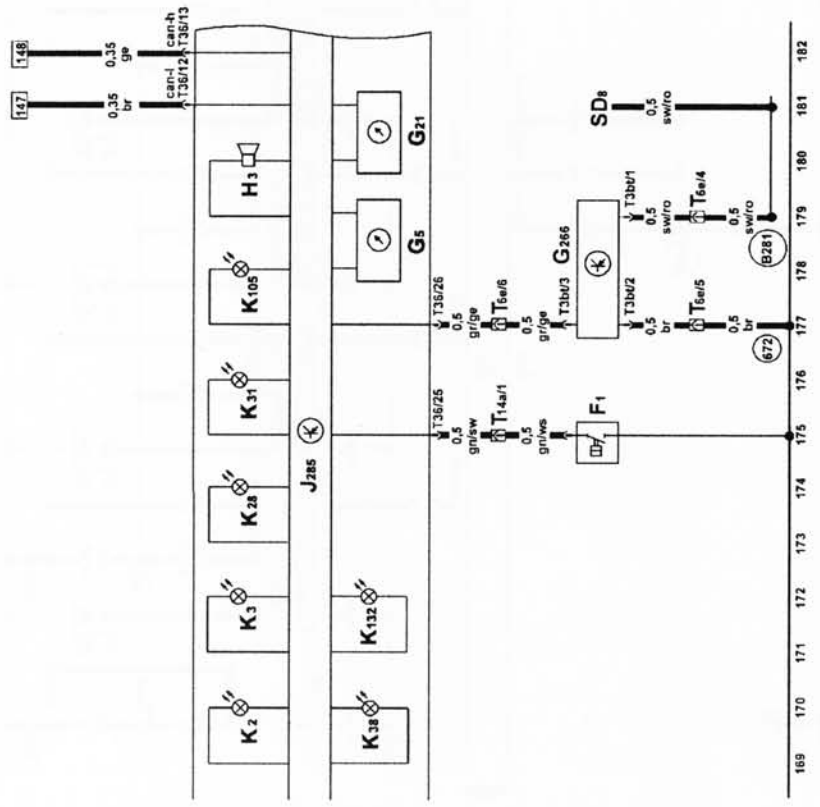 147
148
0,35
br
0,35
ge
can-l
T36/12
can-h
T36/13
K2
K3
K28
K31
K105
H3
J285
K38
K132
G5
G21
T36/25
0,5
gn/sw
T14a/1
0,5
gn/ws
F1
T36/26
0,5
gr/ge
T6e/6
0,5
gr/ge
T3bt/3
G266
T3bt/2
0,5
br
T6e/5
0,5
br
672
T3bt/1
0,5
sw/ro
T6e/4
0,5
sw/ro
B281
SD8
0,5
sw/ro
169 170 171 172 173 174 175 176 177 178 179 180 181 182